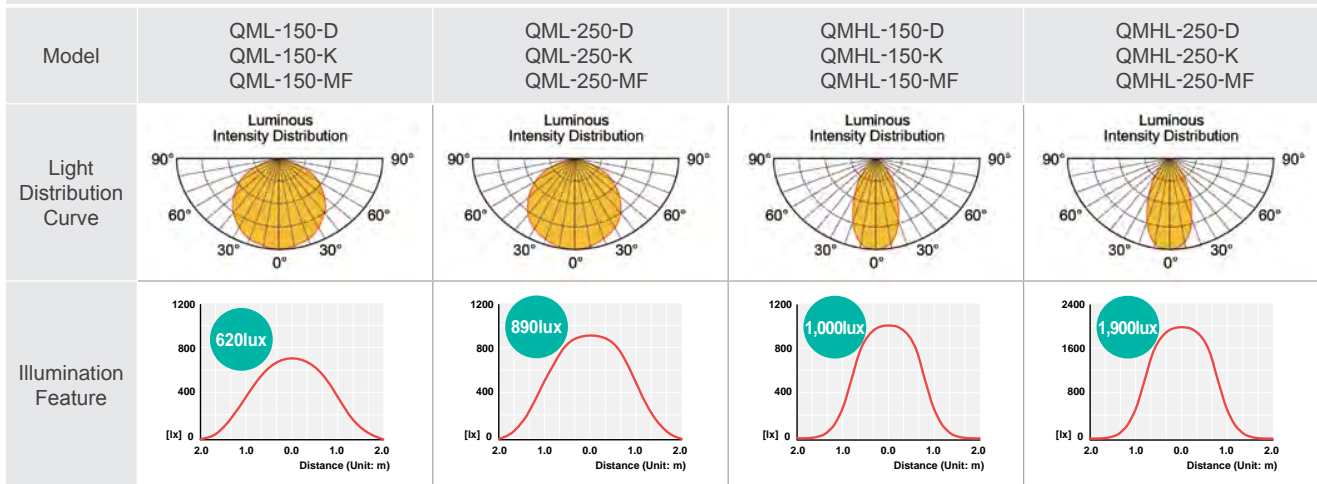 Model
QML-150-D
QML-150-K
QML-150-MF
QML-250-D
QML-250-K
QML-250-MF
QMHL-150-D
QMHL-150-K
QMHL-150-MF
QMHL-250-D
QMHL-250-K
QMHL-250-MF
Light
Distribution
Curve
Luminous
Intensity Distribution
90° 90°
60° 60°
30° 30°
0°
Luminous
Intensity Distribution
90° 90°
60° 60°
30° 30°
0°
Luminous
Intensity Distribution
90° 90°
60° 60°
30° 30°
0°
Luminous
Intensity Distribution
90° 90°
60° 60°
30° 30°
0°
Illumination
Feature
1200
620lux
800
400
[lx] 0
2.0 1.0 0.0 1.0 2.0
Distance (Unit: m)
1200
890lux
800
400
[lx] 0
2.0 1.0 0.0 1.0 2.0
Distance (Unit: m)
1200
1,000lux
800
400
[lx] 0
2.0 1.0 0.0 1.0 2.0
Distance (Unit: m)
2400
1,900lux
1600
800
[lx] 0
2.0 1.0 0.0 1.0 2.0
Distance (Unit: m)